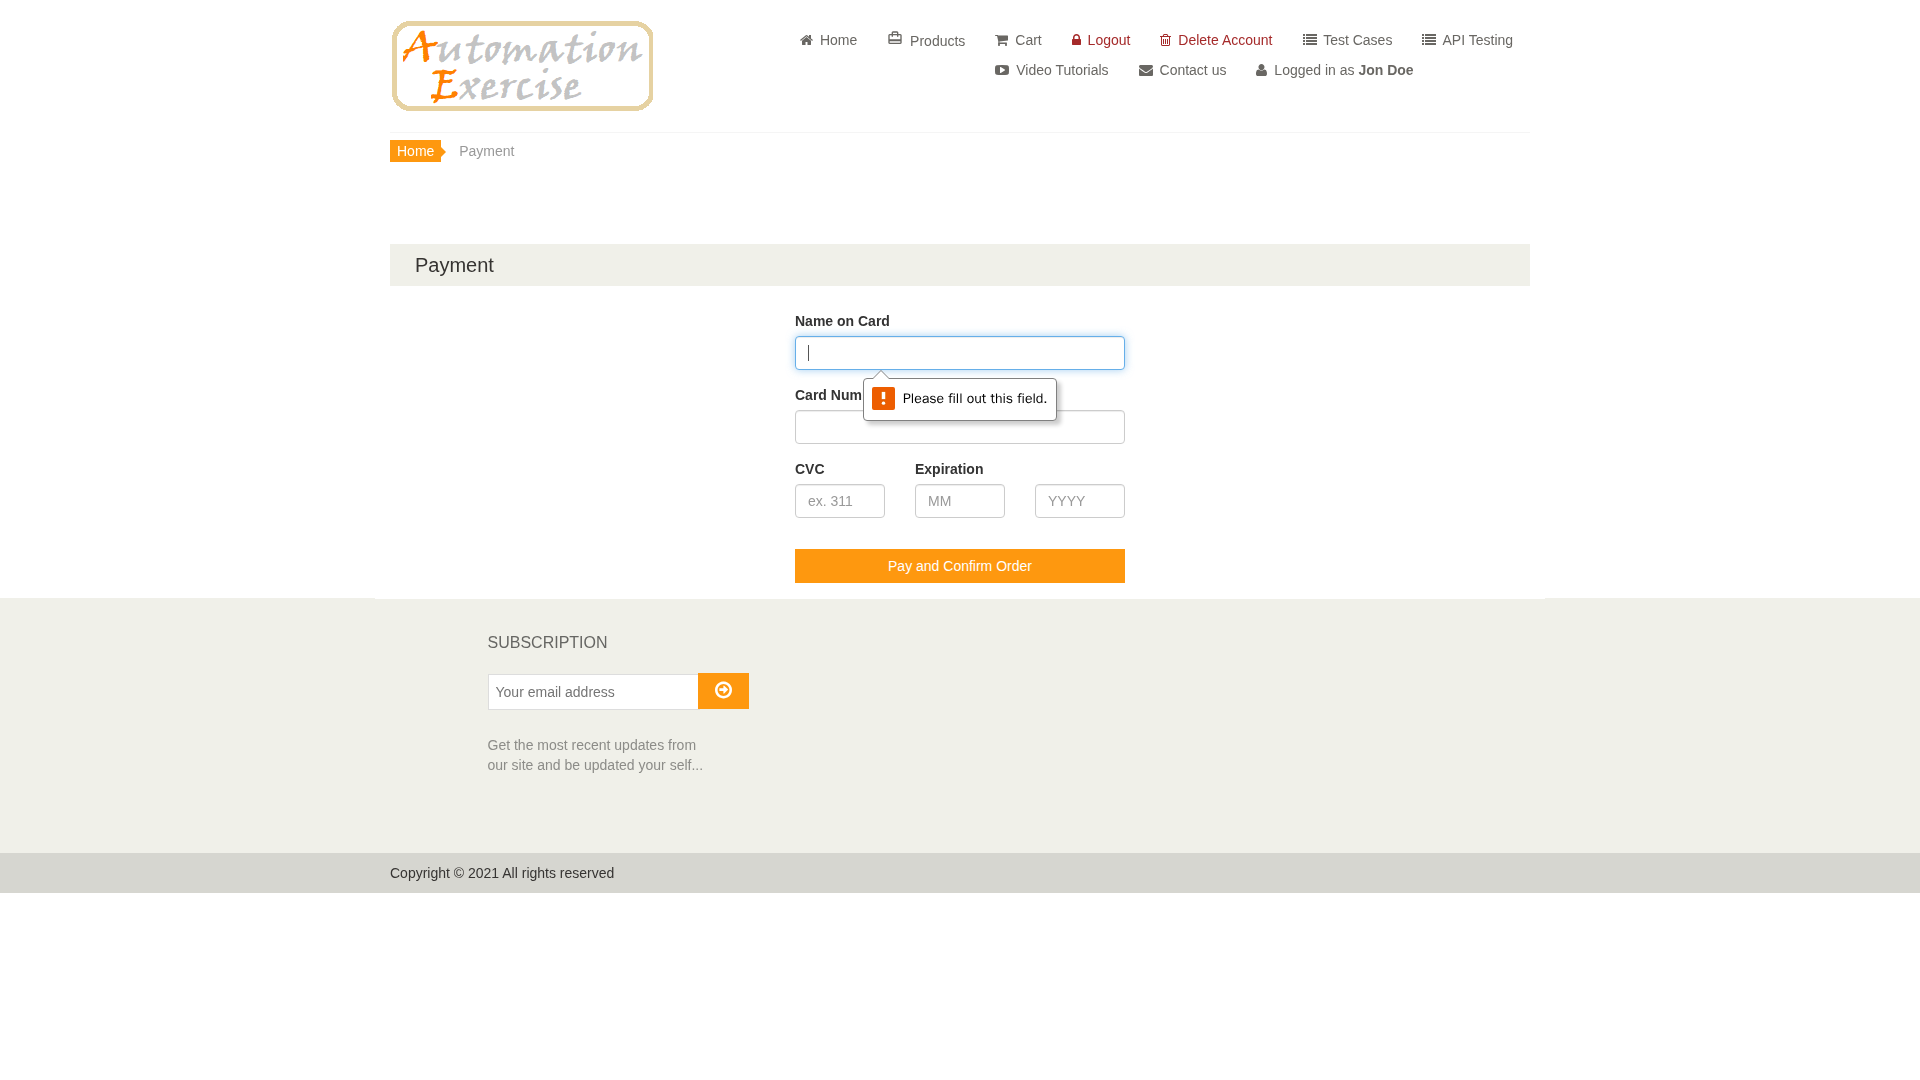 Automation
Exercise
Home
Products
Cart
Logout
Delete Account
Test Cases
API Testing
Video Tutorials
Contact us
Logged in as Jon Doe
Home
Payment
Payment
Name on Card
Card Num
Please fill out this field.
CVC
Expiration
ex. 311
MM
YYYY
Pay and Confirm Order
SUBSCRIPTION
Your email address
Get the most recent updates from
our site and be updated your self...
Copyright © 2021 All rights reserved